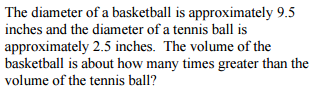 The diameter of a basketball is approximately 9.5
inches and the diameter of a tennis ball is
approximately 2.5 inches.  The volume of the
basketball is about how many times greater than the
volume of the tennis ball?